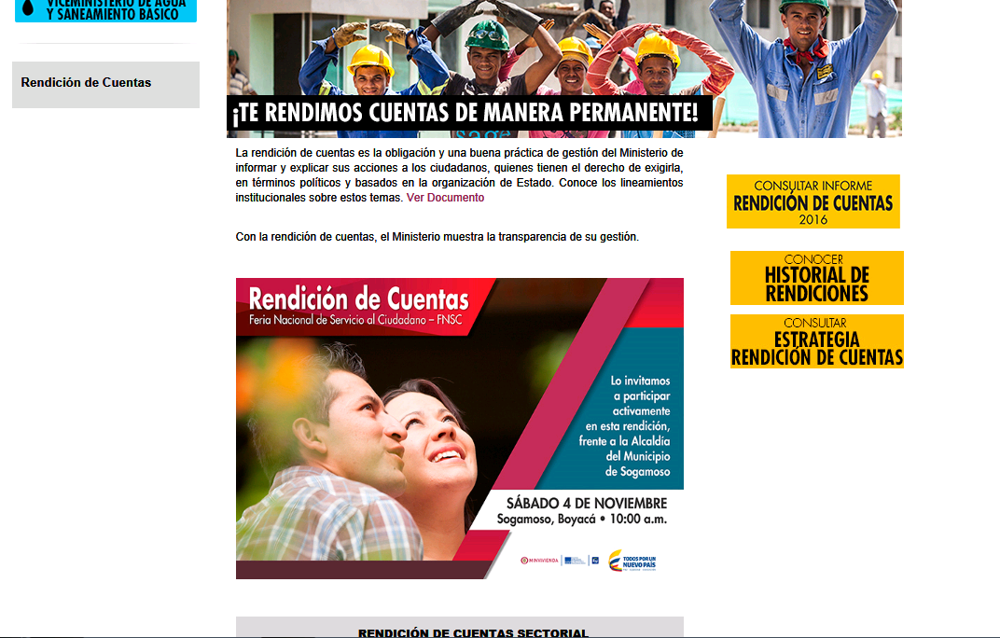 VICEMINISTERIO DE AGUA
Y SANEAMIENTO BÁSICO
Rendición de Cuentas
¡TE RENDIMOS CUENTAS DE MANERA PERMANENTE!
La rendición de cuentas es la obligación y una buena práctica de gestión del Ministerio de
informar y explicar sus acciones a los ciudadanos, quienes tienen el derecho de exigirla,
en términos políticos y basados en la organización de Estado. Conoce los lineamientos
institucionales sobre estos temas. Ver Documento
Con la rendición de cuentas, el Ministerio muestra la transparencia de su gestión.
Rendición de Cuentas
Feria Nacional de Servicio al Ciudadano – FNSC
Lo invitamos
a participar
activamente
en esta rendición,
frente a la Alcaldía
del Municipio
de Sogamoso
SÁBADO 4 DE NOVIEMBRE
Sogamoso, Boyacá • 10:00 a.m.
MINVIVIENDA
TODOS POR UN
NUEVO PAÍS
CONSULTAR INFORME
RENDICIÓN DE CUENTAS
2016
CONOCER
HISTORIAL DE
RENDICIONES
CONSULTAR
ESTRATEGIA
RENDICIÓN DE CUENTAS
RENDICIÓN DE CUENTAS SECTORIAL